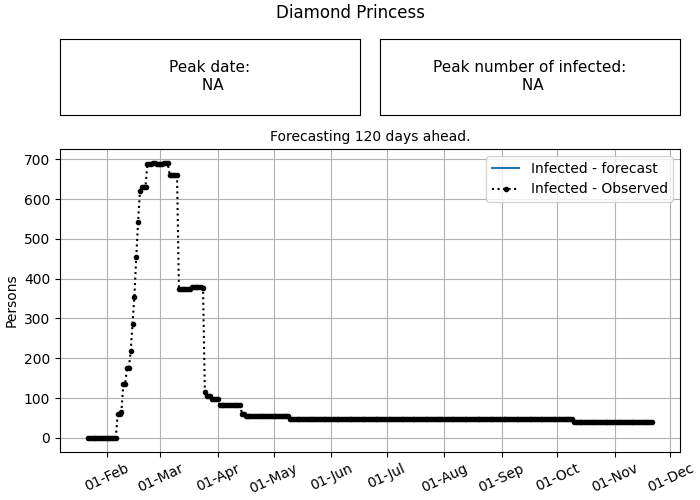 Diamond Princess
Peak date:
NA
Peak number of infected:
NA
Forecasting 120 days ahead.
Infected - forecast
Infected - Observed
Persons
700
600
500
400
300
200
100
0
01-Feb
01-Mar
01-Apr
01-May
01-Jun
01-Jul
01-Aug
01-Sep
01-Oct
01-Nov
01-Dec